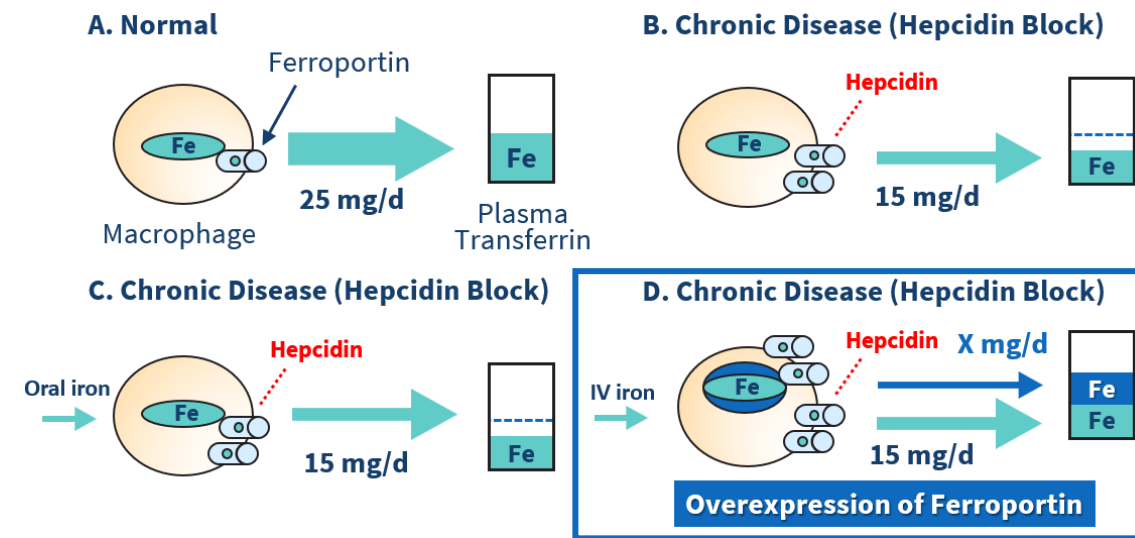 A. Normal
Ferroportin
Fe
25 mg/d
Fe
Macrophage
Plasma
Transferrin
B. Chronic Disease (Hepcidin Block)
Hepcidin
Fe
15 mg/d
Fe
C. Chronic Disease (Hepcidin Block)
Hepcidin
Oral iron
Fe
15 mg/d
Fe
D. Chronic Disease (Hepcidin Block)
Hepcidin
X mg/d
IV iron
Fe
Fe
Fe
15 mg/d
Overexpression of Ferroportin